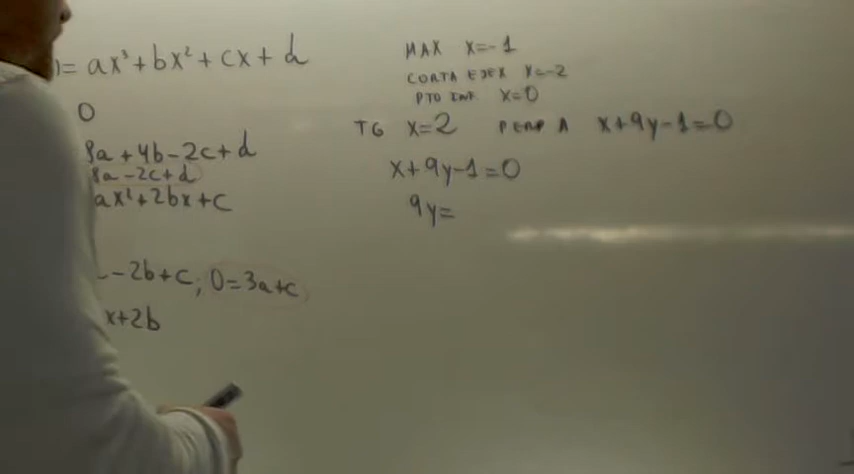 )= ax³+bx²+cx+d
0
8a+4b-2c+d
8a-2c+d
ax²+2bx+c
-2b+c; 0=3a+c
x+2b
MAX x=-1
CORTA EJEX x=-2
PTO INF. x=0
TG x=2 PERP A x+9y-1=0
x+9y-1=0
9y=